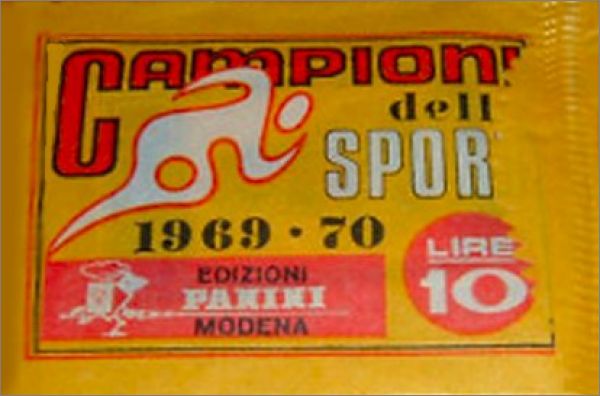 CAMPIONI
dell
SPOR
1969 · 70
LIRE
10
EDIZIONI
PANINI
MODENA